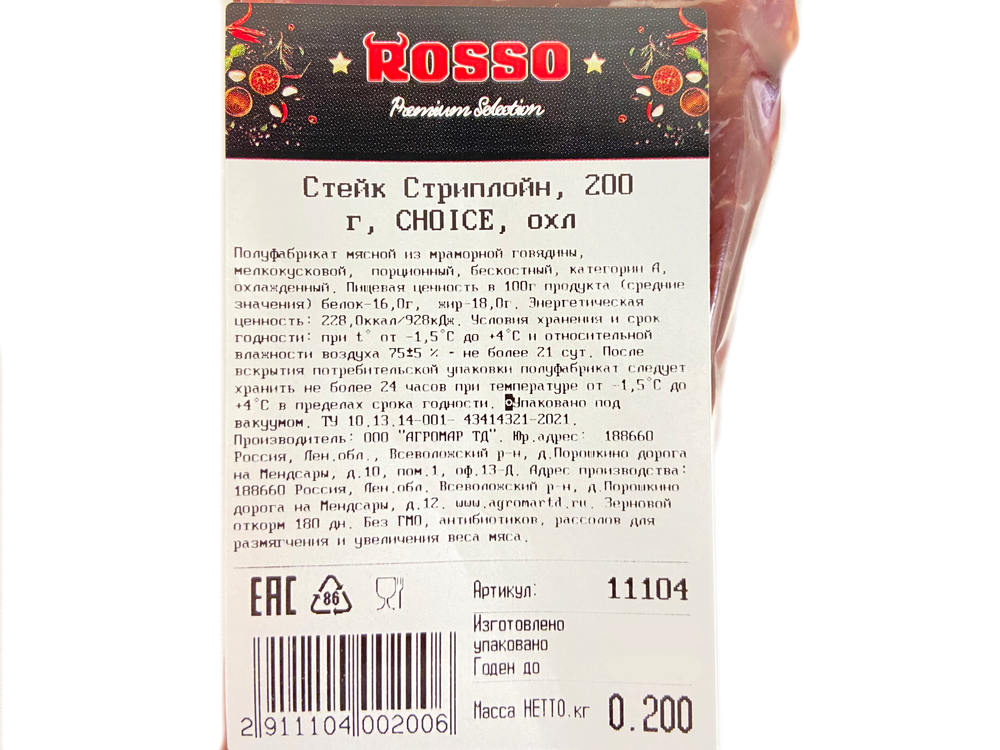 ROSSO
Premium Selection
Стейк Стриплойн, 200
г, CHOICE, охл
Полуфабрикат мясной из мраморной говядины,
мелкокусковой, порционный, бескостный, категории А,
охлажденный. Пищевая ценность в 100г продукта (средние
значения) белок-16,0г, жир-18,0г. Энергетическая
ценность: 228,0ккал/928кДж. Условия хранения и срок
годности: при t° от -1,5°С до +4°С и относительной
влажности воздуха 75±5 % - не более 21 сут. После
вскрытия потребительской упаковки полуфабрикат следует
хранить не более 24 часов при температуре от -1,5°С до
+4°С в пределах срока годности. Упаковано под
вакуумом. ТУ 10.13.14-001- 43414321-2021.
Производитель: ООО "АГРОМАР ТД". Юр.адрес: 188660
Россия, Лен.обл., Всеволожский р-н, д.Порошкино дорога
на Мендсары, д.10, пом.1, оф.13-Д. Адрес производства:
188660 Россия, Лен.обл. Всеволожский р-н, д.Порошкино
дорога на Мендсары, д.12. www.agromartd.ru. Зерновой
откорм 180 дн. Без ГМО, антибиотиков, рассолов для
размягчения и увеличения веса мяса.
EAC 86
Артикул: 11104
Изготовлено
упаковано
Годен до
Масса НЕТТО.кг 0.200
2 911104 002006